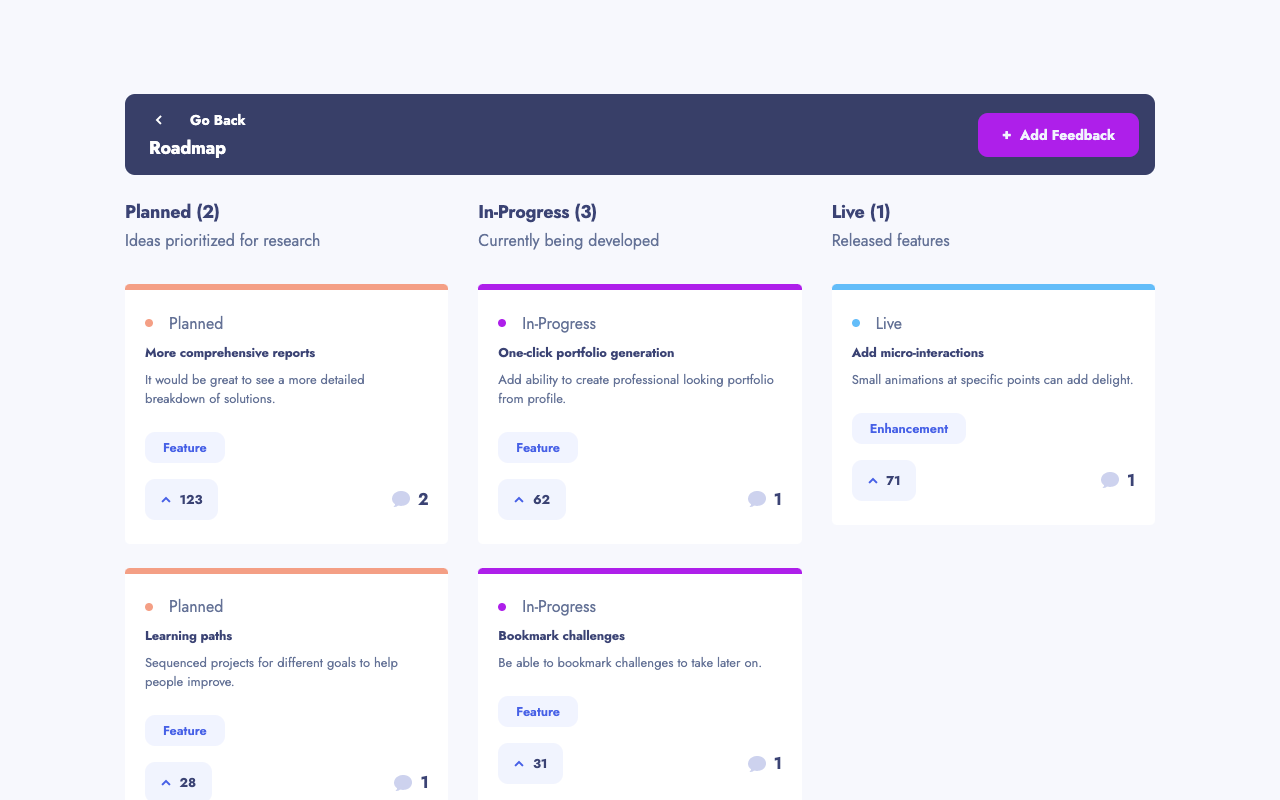 Go Back
Roadmap
+ Add Feedback
Planned (2)
Ideas prioritized for research
In-Progress (3)
Currently being developed
Live (1)
Released features
Planned
More comprehensive reports
It would be great to see a more detailed
breakdown of solutions.
Feature
123
2
In-Progress
One-click portfolio generation
Add ability to create professional looking portfolio
from profile.
Feature
62
1
Live
Add micro-interactions
Small animations at specific points can add delight.
Enhancement
71
1
Planned
Learning paths
Sequenced projects for different goals to help
people improve.
Feature
28
1
In-Progress
Bookmark challenges
Be able to bookmark challenges to take later on.
Feature
31
1